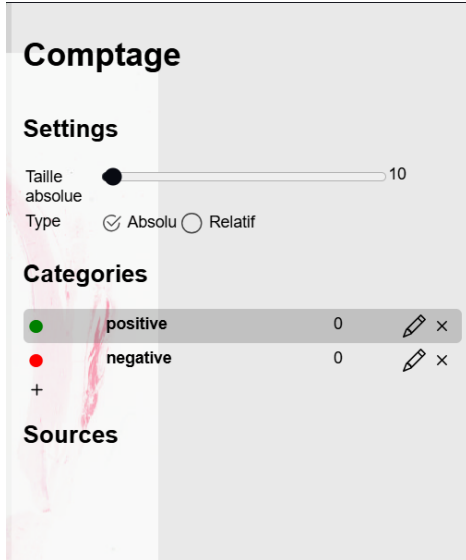 Comptage
Settings
Taille absolue 10
Type Absolu Relatif
Categories
positive 0
negative 0
+
Sources